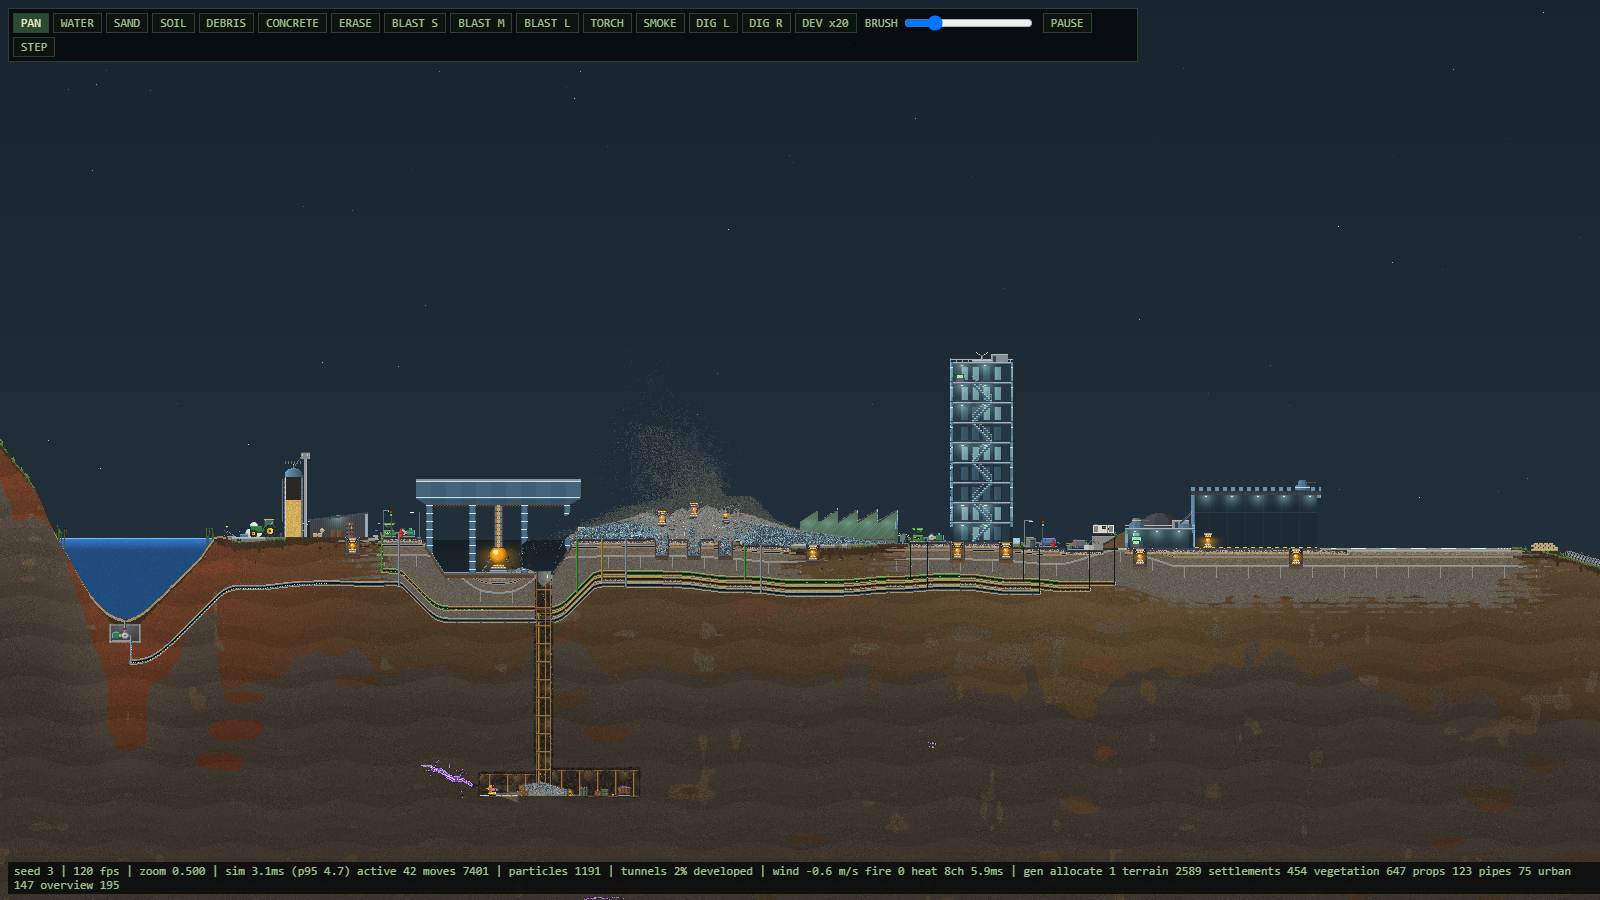 PAN WATER SAND SOIL DEBRIS CONCRETE ERASE BLAST S BLAST M BLAST L TORCH SMOKE DIG L DIG R DEV x20 BRUSH PAUSE
STEP
seed 3 | 120 fps | zoom 0.500 | sim 3.1ms (p95 4.7) active 42 moves 7401 | particles 1191 | tunnels 2% developed | wind -0.6 m/s fire 0 heat 8ch 5.9ms | gen allocate 1 terrain 2589 settlements 454 vegetation 647 props 123 pipes 75 urban
147 overview 195